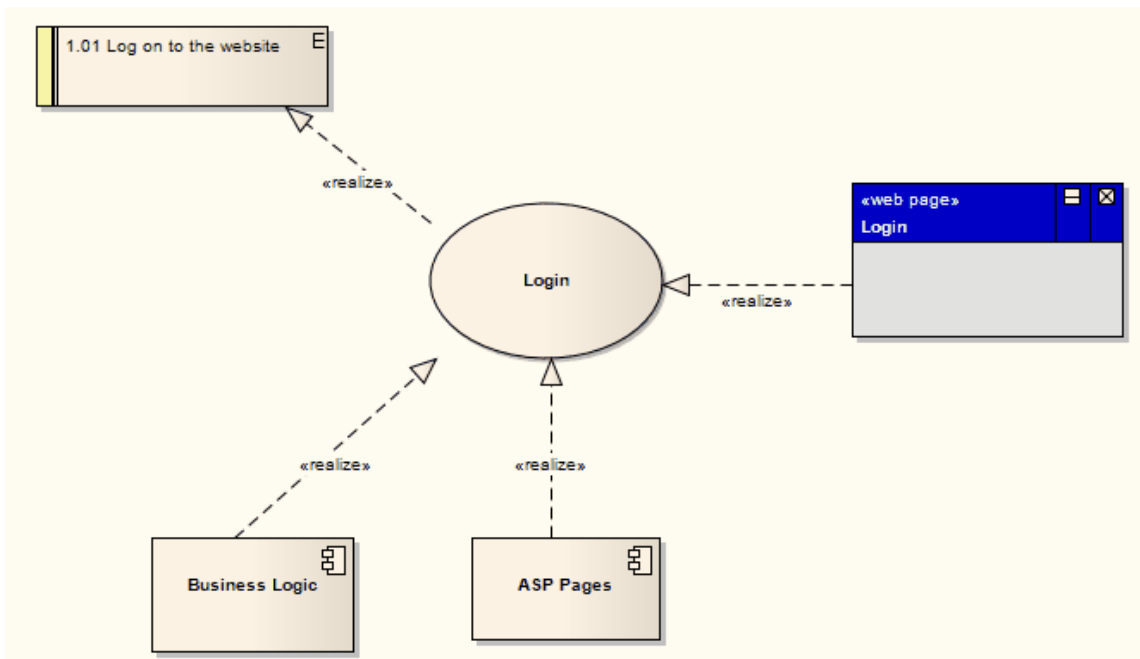 1.01 Log on to the website
E
«realize»
«web page»
Login
Login
«realize»
«realize»
«realize»
Business Logic
ASP Pages